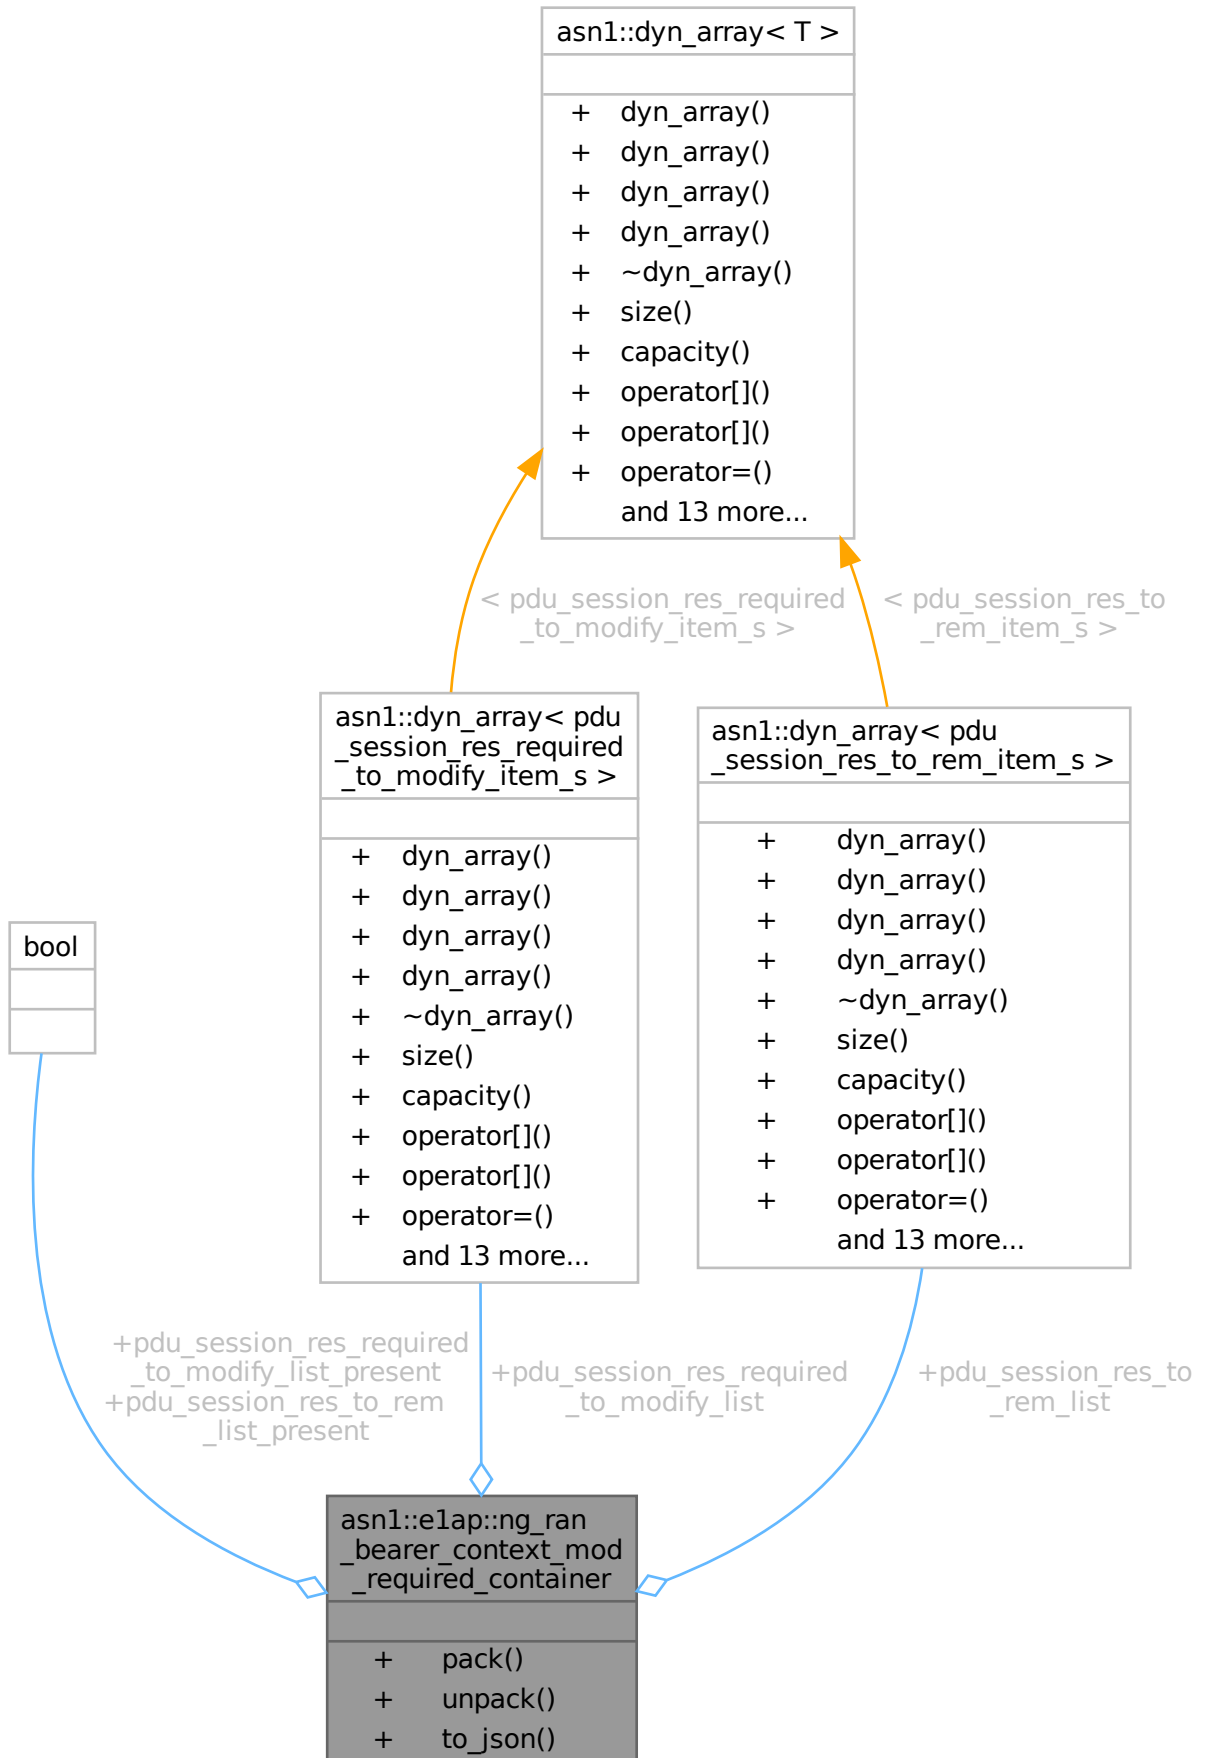 asn1::dyn_array< T >
+ dyn_array()
+ dyn_array()
+ dyn_array()
+ dyn_array()
+ ~dyn_array()
+ size()
+ capacity()
+ operator[]()
+ operator[]()
+ operator=()
and 13 more...
< pdu_session_res_required
_to_modify_item_s >
< pdu_session_res_to
_rem_item_s >
asn1::dyn_array< pdu
_session_res_required
_to_modify_item_s >
+ dyn_array()
+ dyn_array()
+ dyn_array()
+ dyn_array()
+ ~dyn_array()
+ size()
+ capacity()
+ operator[]()
+ operator[]()
+ operator=()
and 13 more...
asn1::dyn_array< pdu
_session_res_to_rem_item_s >
+ dyn_array()
+ dyn_array()
+ dyn_array()
+ dyn_array()
+ ~dyn_array()
+ size()
+ capacity()
+ operator[]()
+ operator[]()
+ operator=()
and 13 more...
bool
+pdu_session_res_required
_to_modify_list_present
+pdu_session_res_to_rem
_list_present
+pdu_session_res_required
_to_modify_list
+pdu_session_res_to
_rem_list
asn1::e1ap::ng_ran
_bearer_context_mod
_required_container
+ pack()
+ unpack()
+ to_json()